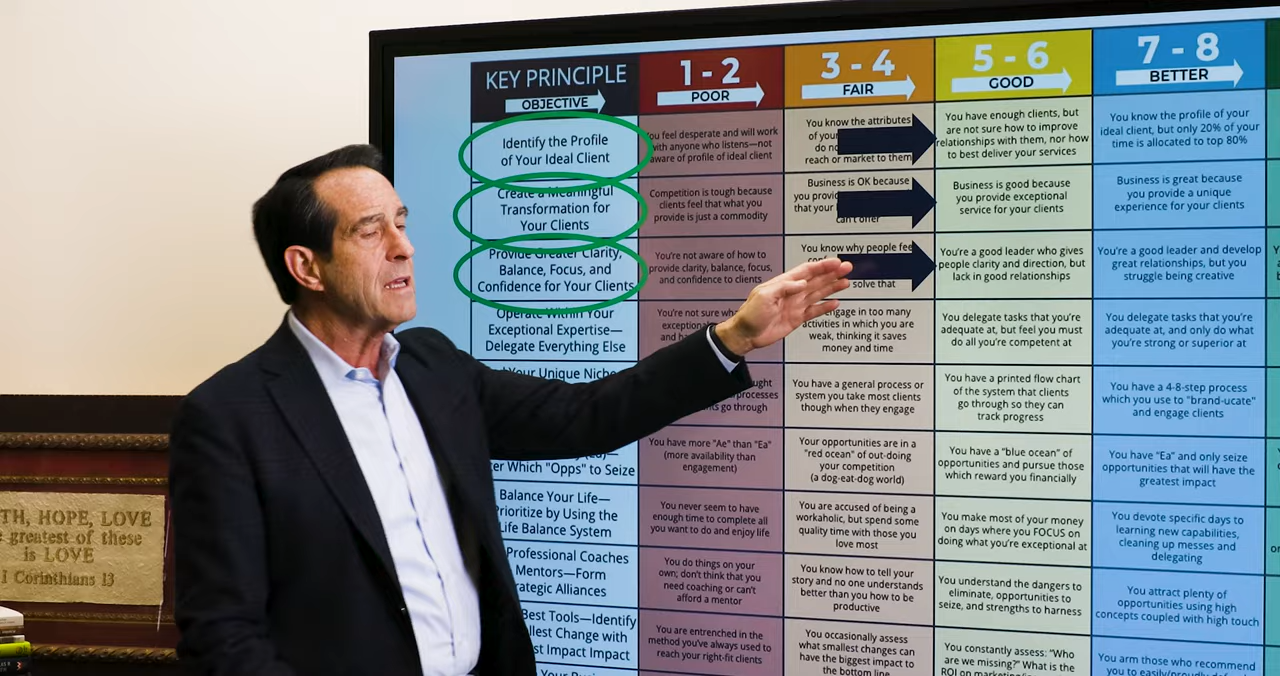 KEY PRINCIPLE
OBJECTIVE
1 - 2
POOR
3 - 4
FAIR
5 - 6
GOOD
7 - 8
BETTER
Identify the Profile
of Your Ideal Client
You feel desperate and will work
with anyone who listens—not
aware of profile of ideal client
You know the attributes
of your
do no
reach or market to them
You have enough clients, but
are not sure how to improve
relationships with them, nor how
to best deliver your services
You know the profile of your
ideal client, but only 20% of your
time is allocated to top 80%
Create a Meaningful
Transformation for
Your Clients
Competition is tough because
clients feel that what you
provide is just a commodity
Business is OK because
you provid
that your
can't offer
Business is good because
you provide exceptional
service for your clients
Business is great because
you provide a unique
experience for your clients
Provide Greater Clarity,
Balance, Focus, and
Confidence for Your Clients
You're not aware of how to
provide clarity, balance, focus,
and confidence to clients
You know why people fee
solve that
You're a good leader who gives
people clarity and direction, but
lack in good relationships
You're a good leader and develop
great relationships, but you
struggle being creative
Operate Within Your
Exceptional Expertise—
Delegate Everything Else
You're not sure wh
exceptional
and ha
engage in too many
activities in which you are
weak, thinking it saves
money and time
You delegate tasks that you're
adequate at, but feel you must
do all you're competent at
You delegate tasks that you're
adequate at, and only do what
you're strong or superior at
Your Unique Niche
ught
processes
go through
You have a general process or
system you take most clients
though when they engage
You have a printed flow chart
of the system that clients
go through so they can
track progress
You have a 4-8-step process
which you use to "brand-ucate"
and engage clients
Which "Opps" to Seize
You have more "Ae" than "Ea"
(more availability than
engagement)
Your opportunities are in a
"red ocean" of out-doing
your competition
(a dog-eat-dog world)
You have a "blue ocean" of
opportunities and pursue those
which reward you financially
You have "Ea" and only seize
opportunities that will have the
greatest impact
Balance Your Life—
Prioritize by Using the
Life Balance System
You never seem to have
enough time to complete all
you want to do and enjoy life
You are accused of being a
workaholic, but spend some
quality time with those you
love most
You make most of your money
on days where you FOCUS on
doing what you're exceptional at
You devote specific days to
learning new capabilities,
cleaning up messes and
delegating
Professional Coaches
Mentors—Form
rategic Alliances
You do things on your
own; don't think that you
need coaching or can't
afford a mentor
You know how to tell your
story and no one understands
better than you how to be
productive
You understand the dangers to
eliminate, opportunities to
seize, and strengths to harness
You attract plenty of
opportunities using high
concepts coupled with high touch
Best Tools—Identify
llest Change with
st Impact Impact
You are entrenched in the
method you've always used to
reach your right-fit clients
You occasionally assess
what smallest changes can
have the biggest impact to
the bottom line
You constantly assess: "Who
are we missing?" What is the
You arm those who recommend
TH, HOPE, LOVE
greatest of these
is LOVE
1 Corinthians 13